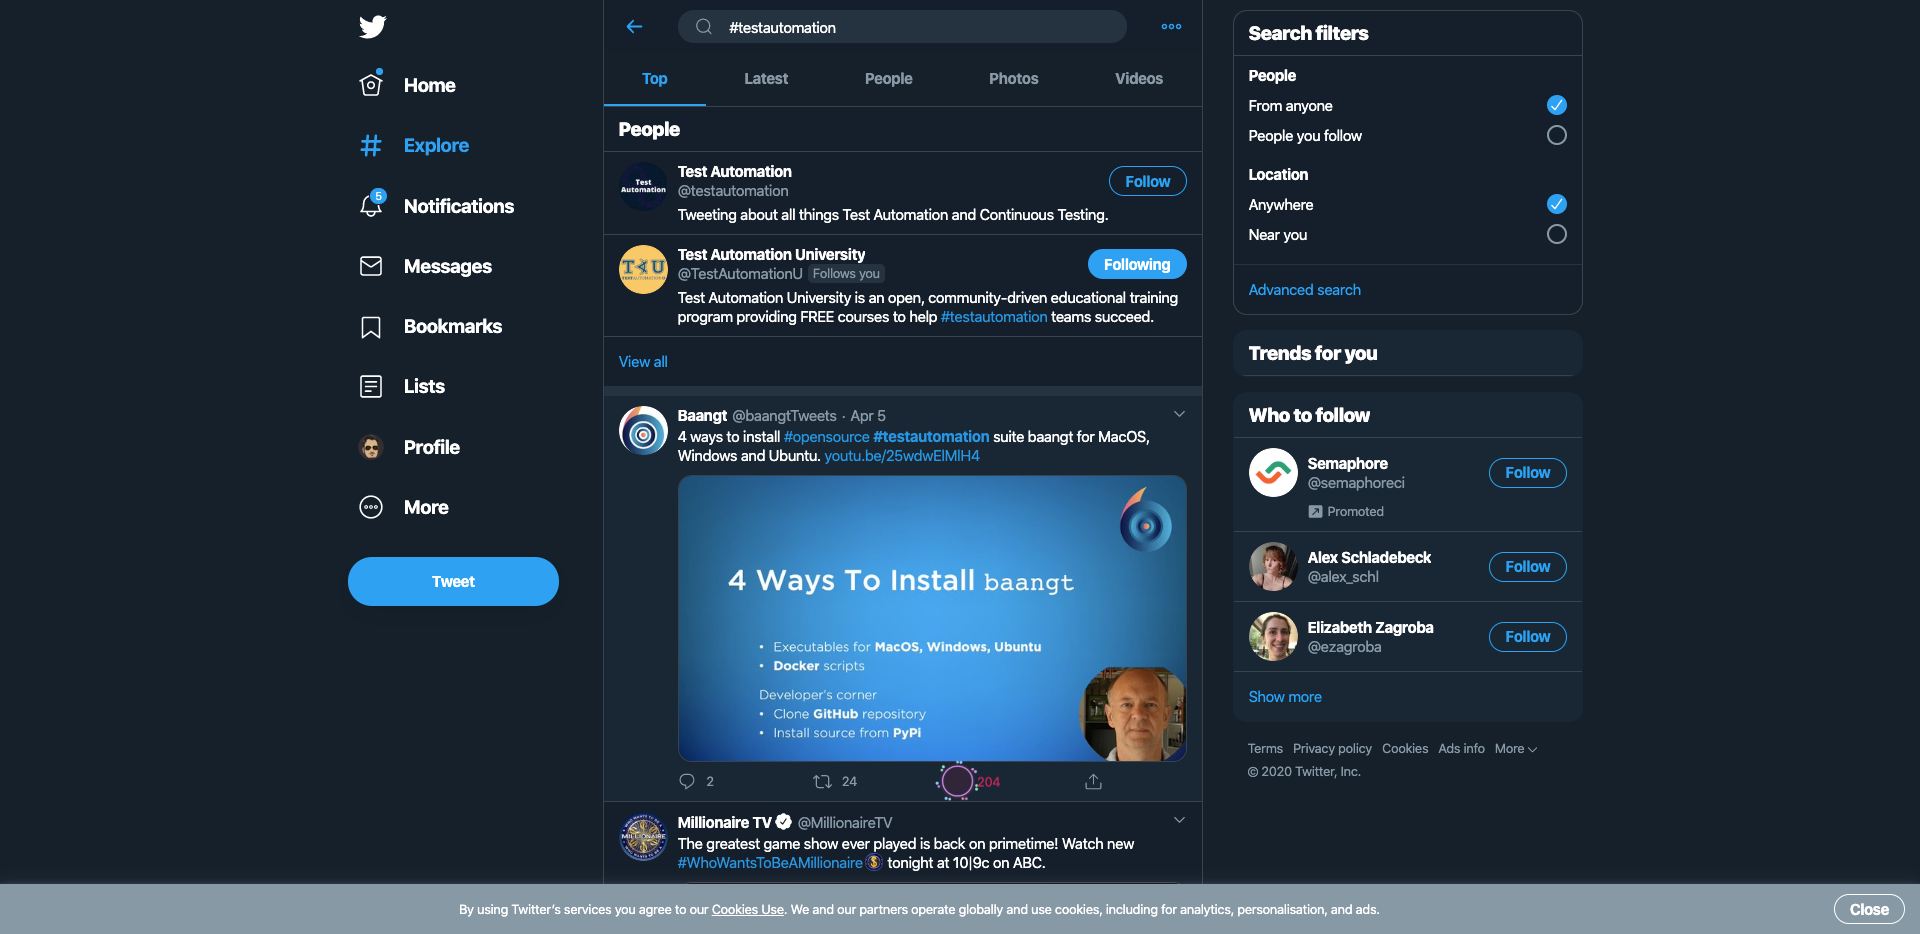 Home
Explore
5
Notifications
Messages
Bookmarks
Lists
Profile
More
Tweet
#testautomation
Top
Latest
People
Photos
Videos
People
Test Automation
Test Automation
@testautomation
Follow
Tweeting about all things Test Automation and Continuous Testing.
TAU
Test Automation University
@TestAutomationU Follows you
Following
Test Automation University is an open, community-driven educational training
program providing FREE courses to help #testautomation teams succeed.
View all
Baangt @baangtTweets · Apr 5
4 ways to install #opensource #testautomation suite baangt for MacOS,
Windows and Ubuntu. youtu.be/25wdwElMlH4
4 Ways To Install baangt
• Executables for MacOS, Windows, Ubuntu
• Docker scripts
Developer's corner
• Clone GitHub repository
• Install source from PyPi
2
24
204
MILLIONAIRE
Millionaire TV @MillionaireTV
The greatest game show ever played is back on primetime! Watch new
#WhoWantsToBeAMillionaire tonight at 10|9c on ABC.
Search filters
People
From anyone
People you follow
Location
Anywhere
Near you
Advanced search
Trends for you
Who to follow
Semaphore
@semaphoreci
Follow
Promoted
Alex Schladebeck
@alex_schl
Follow
Elizabeth Zagroba
@ezagroba
Follow
Show more
Terms Privacy policy Cookies Ads info More
© 2020 Twitter, Inc.
By using Twitter's services you agree to our Cookies Use. We and our partners operate globally and use cookies, including for analytics, personalisation, and ads.
Close